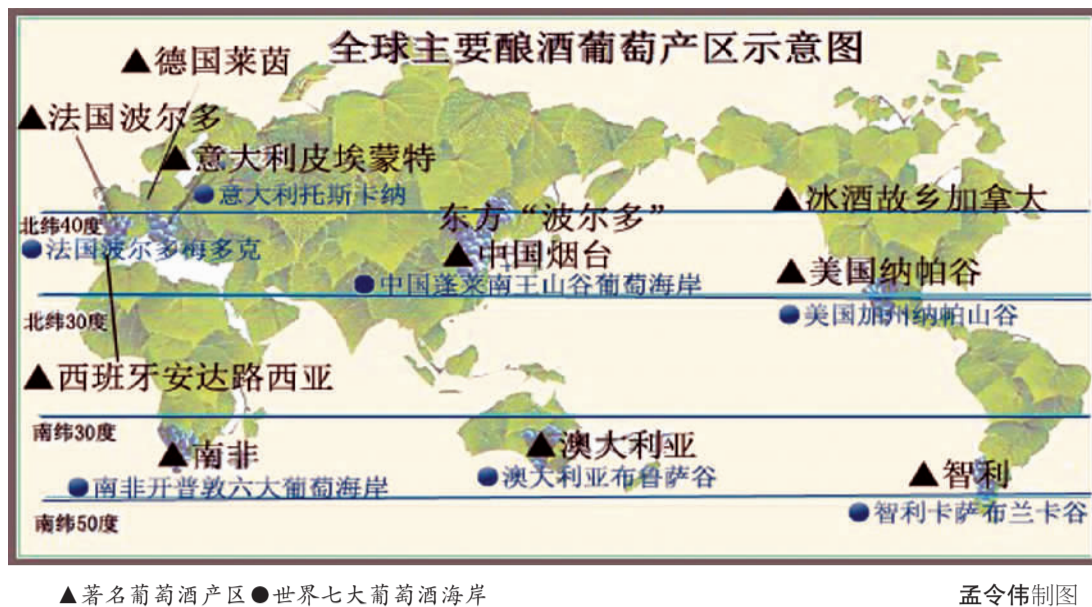 全球主要酿酒葡萄产区示意图
▲德国莱茵
▲法国波尔多
▲意大利皮埃蒙特
●意大利托斯卡纳
▲冰酒故乡加拿大
东方“波尔多”
北纬40度
●法国波尔多梅多克
▲中国烟台
▲美国纳帕谷
●中国蓬莱南王山谷葡萄海岸
北纬30度
●美国加州纳帕山谷
▲西班牙安达路西亚
南纬30度
▲南非
▲澳大利亚
▲智利
●南非开普敦六大葡萄海岸
●澳大利亚布鲁萨谷
南纬50度
●智利卡萨布兰卡谷
▲著名葡萄酒产区●世界七大葡萄酒海岸
孟令伟制图